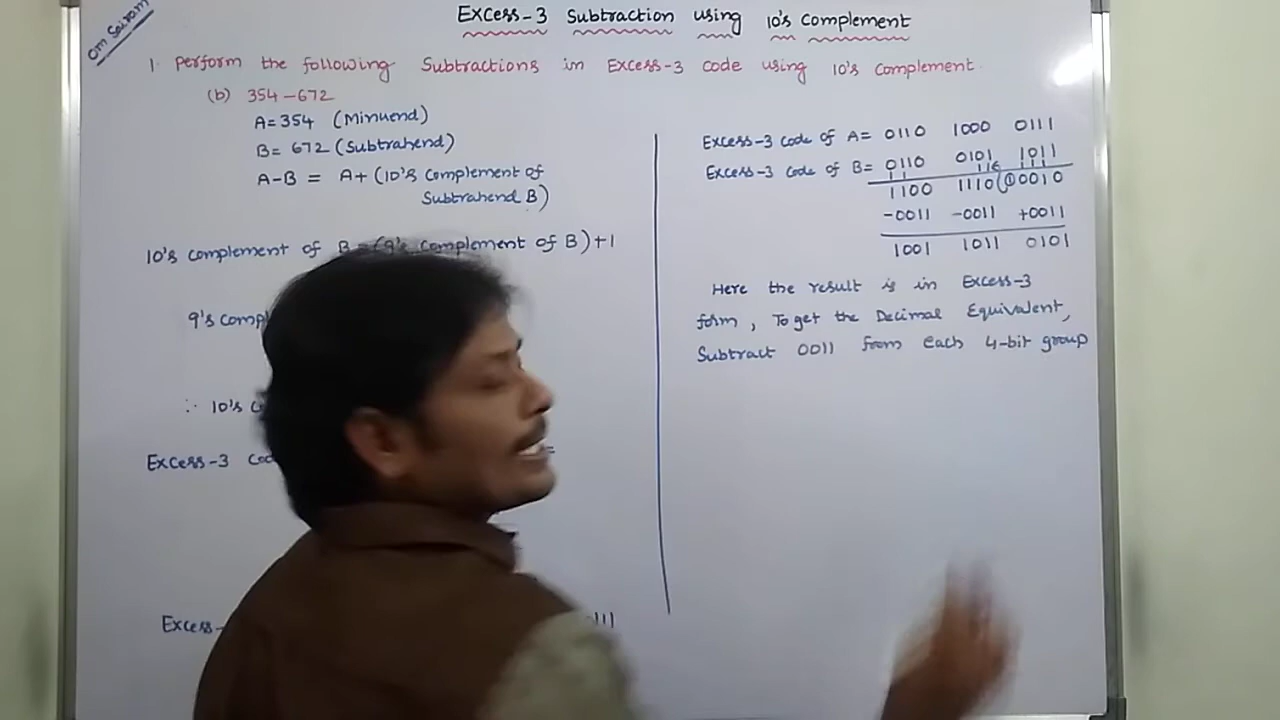 Om Sairam
Excess-3 Subtraction using 10's Complement
1. Perform the following Subtractions in Excess-3 code using 10's Complement.
(b) 354-672
A=354 (Minuend)
B= 672 (Subtrahend)
A-B = A+ (10's Complement of
Subtrahend B)
10's complement of B = (9's complement of B)+1
9's
∴ 10's
Excess-3 =
Excess-
Excess-3 code of A= 0110 1000 0111
Excess-3 code of B= 0110 0101 1011
1100 1110 (1) 0010
-0011 -0011 +0011
1001 1011 0101
Here the result is in Excess-3
form, To get the Decimal Equivalent,
Subtract 0011 from each 4-bit group